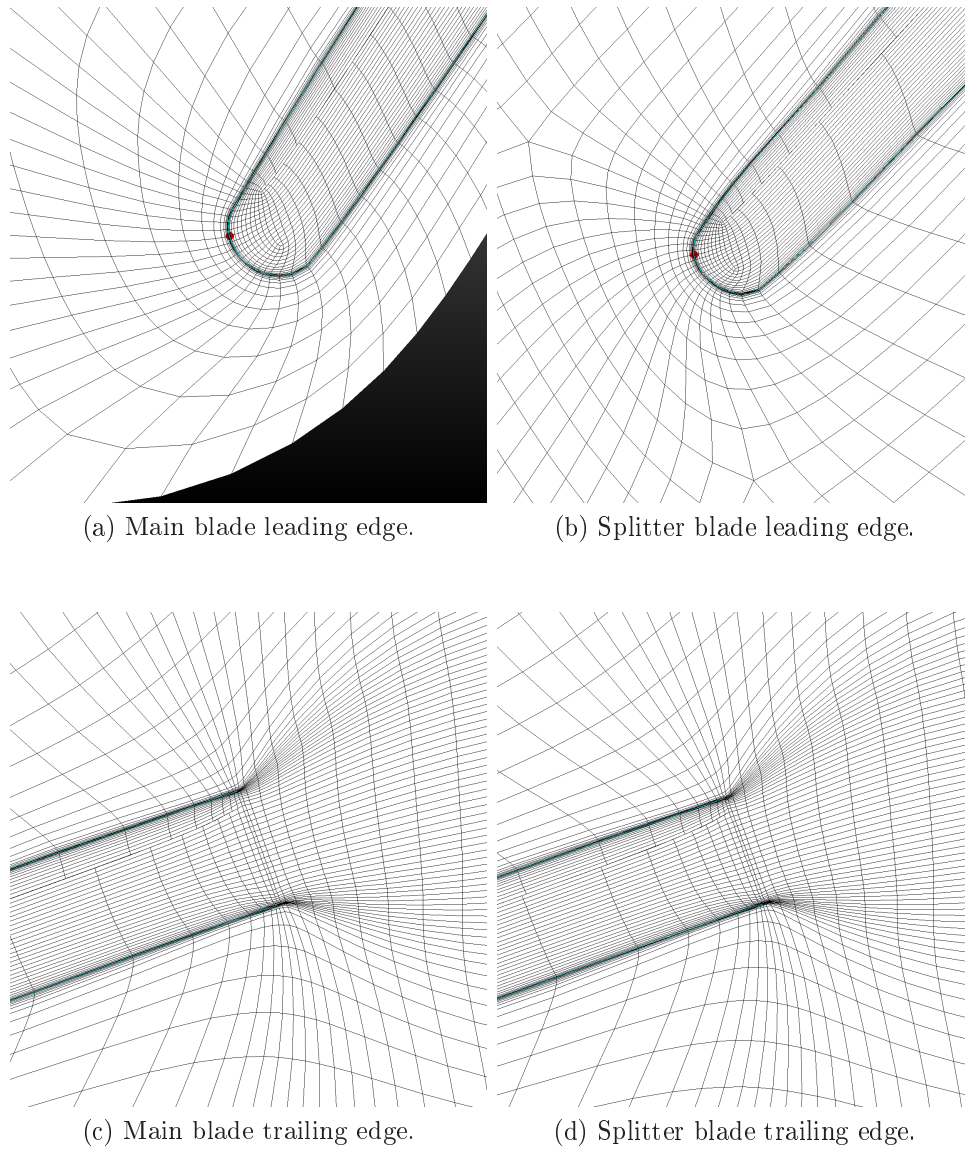 (a) Main blade leading edge.
(b) Splitter blade leading edge.
(c) Main blade trailing edge.
(d) Splitter blade trailing edge.